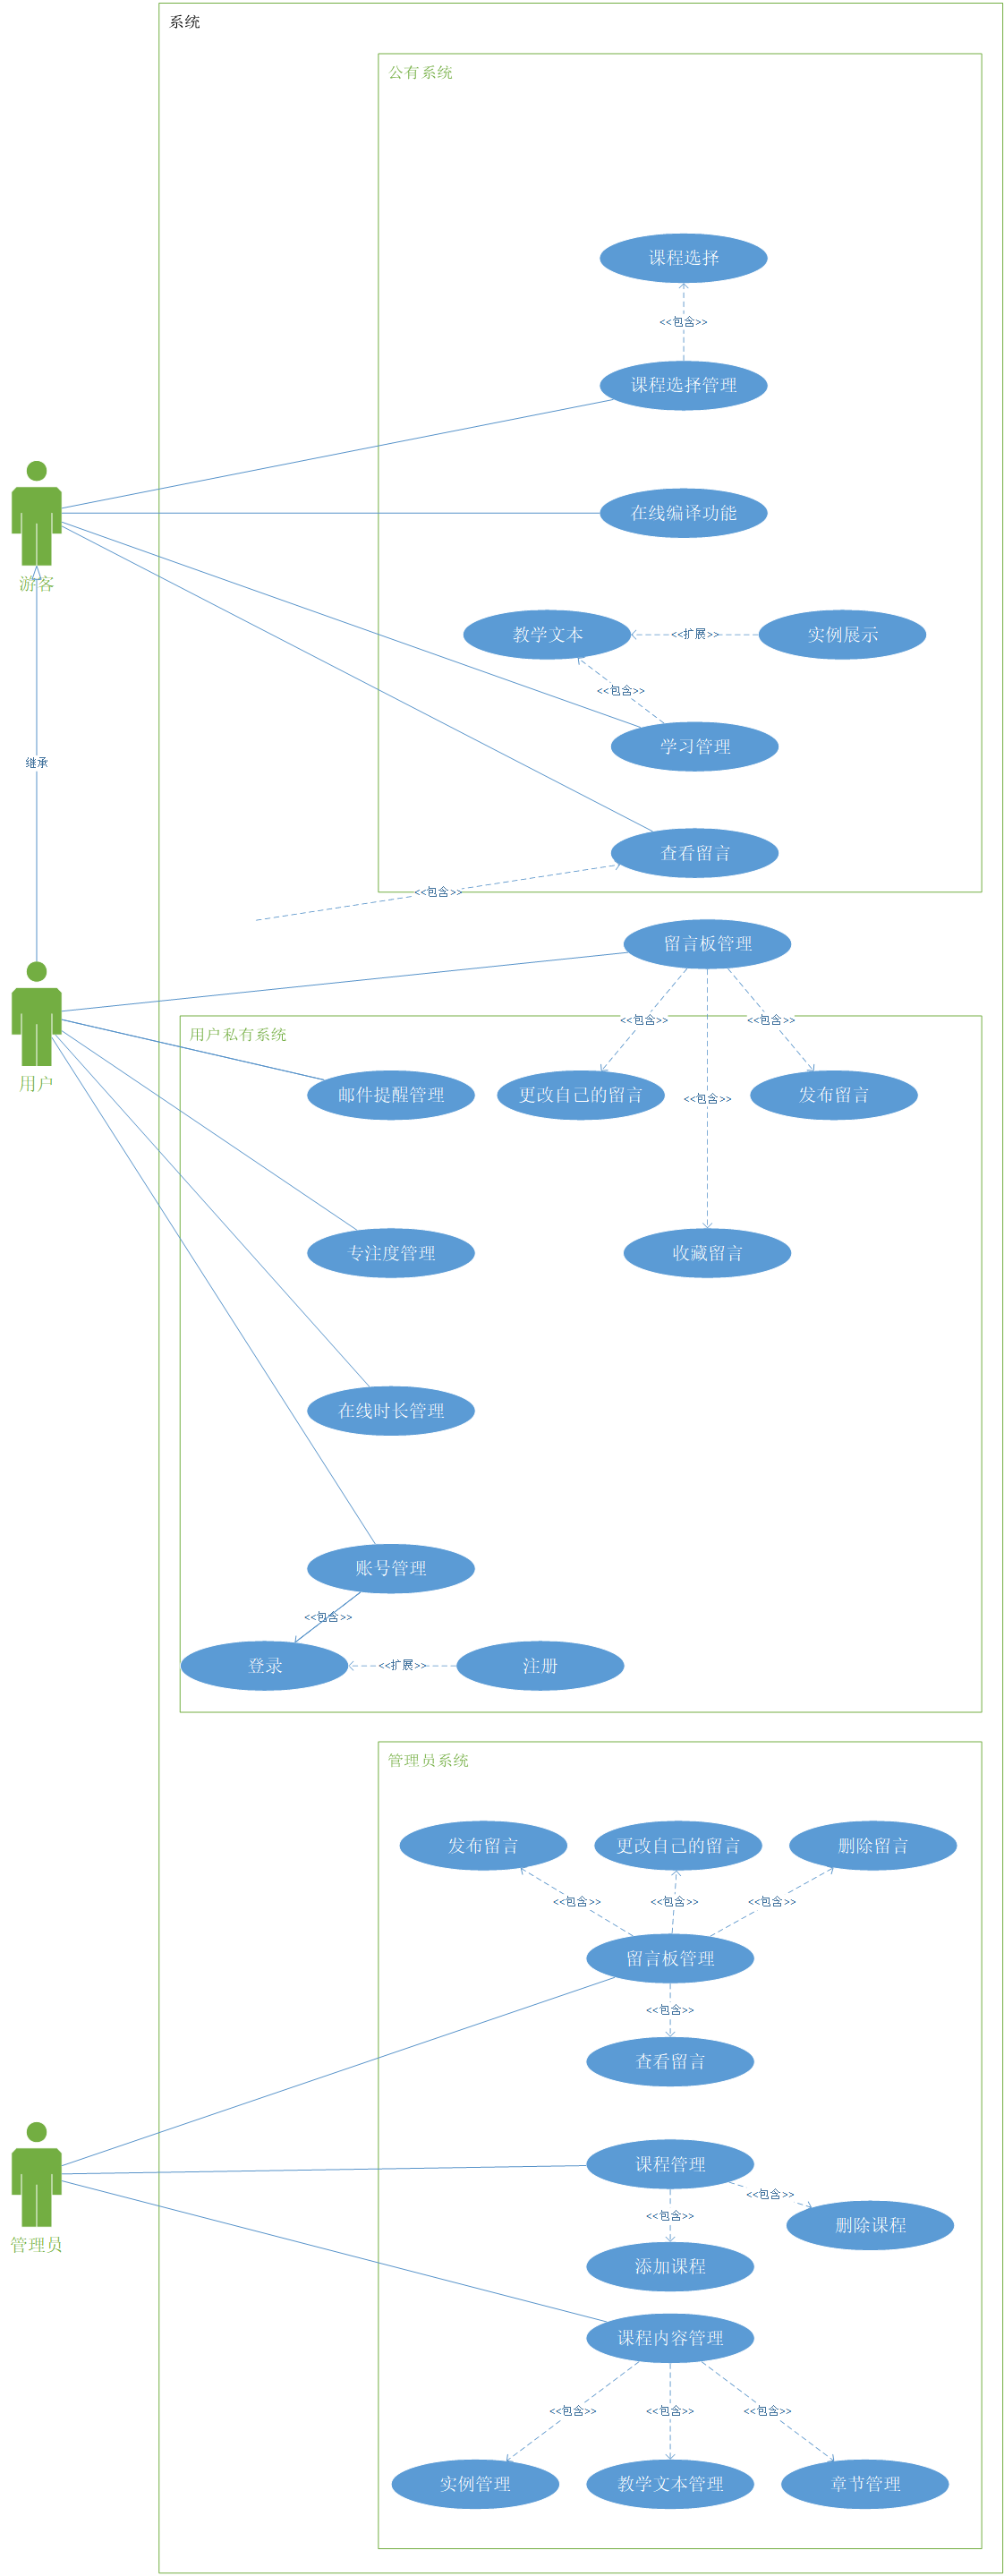 系统
公有系统
课程选择
<<包含>>
课程选择管理
在线编译功能
游客
教学文本
<<扩展>>
实例展示
<<包含>>
学习管理
继承
查看留言
<<包含>>
留言板管理
用户
<<包含>>
<<包含>>
用户私有系统
邮件提醒管理
更改自己的留言
<<包含>>
发布留言
专注度管理
收藏留言
在线时长管理
账号管理
<<包含>>
登录
<<扩展>>
注册
管理员系统
发布留言
更改自己的留言
删除留言
<<包含>>
<<包含>>
<<包含>>
留言板管理
<<包含>>
查看留言
课程管理
<<包含>>
<<包含>>
删除课程
管理员
添加课程
课程内容管理
<<包含>>
<<包含>>
<<包含>>
实例管理
教学文本管理
章节管理